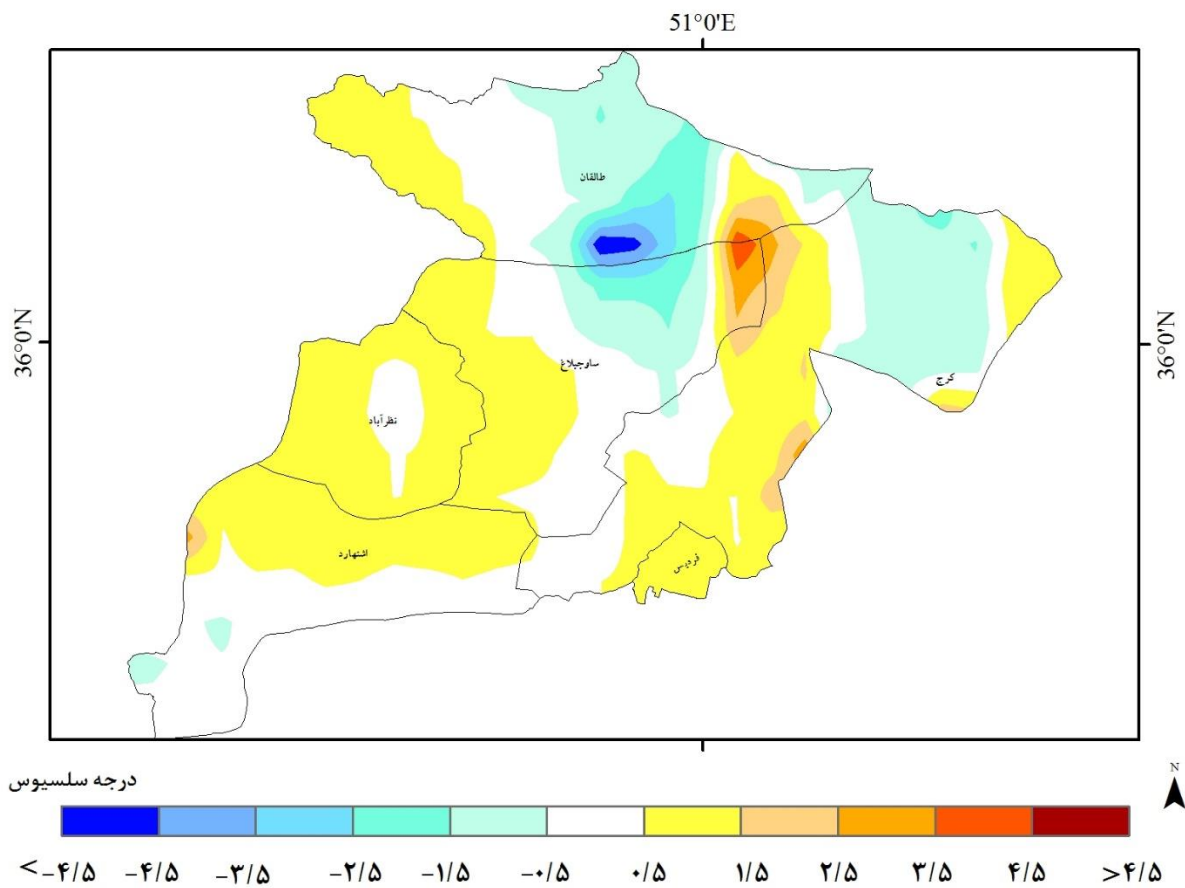 51°0'E
طالقان
36°0'N
36°0'N
ساوجبلاغ
کرج
نظرآباد
اشتهارد
فردیس
درجه سلسیوس
N
<-۴/۵ -۴/۵ -۳/۵ -۲/۵ -۱/۵ -۰/۵ ۰/۵ ۱/۵ ۲/۵ ۳/۵ ۴/۵ >۴/۵